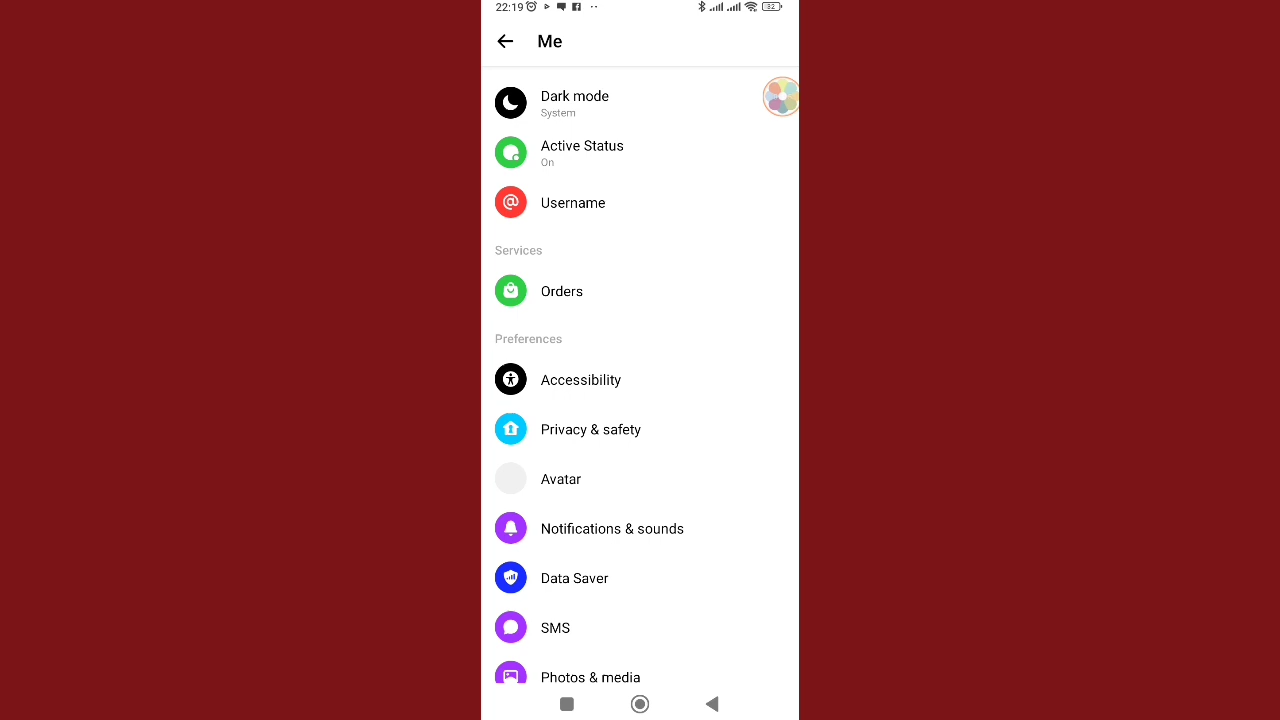 22:19
82
Me
Dark mode
System
Active Status
On
Username
Services
Orders
Preferences
Accessibility
Privacy & safety
Avatar
Notifications & sounds
Data Saver
SMS
Photos & media